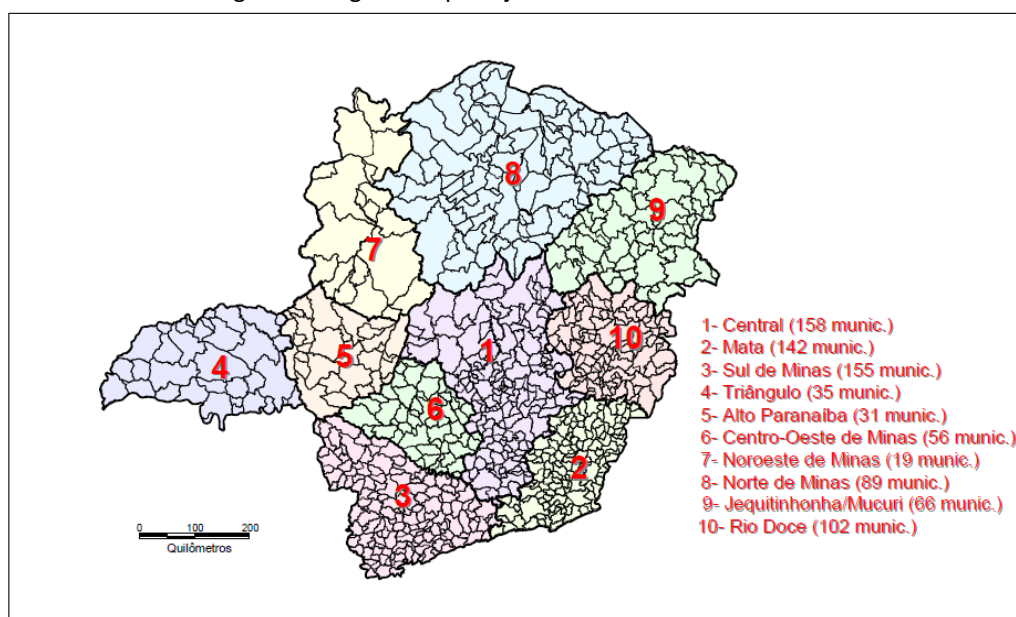 8
9
7
10
1
4
5
6
2
3
1- Central (158 munic.)
2- Mata (142 munic.)
3- Sul de Minas (155 munic.)
4- Triângulo (35 munic.)
5- Alto Paranaíba (31 munic.)
6- Centro-Oeste de Minas (56 munic.)
7- Noroeste de Minas (19 munic.)
8- Norte de Minas (89 munic.)
9- Jequitinhonha/Mucuri (66 munic.)
10- Rio Doce (102 munic.)
0 100 200
Quilômetros